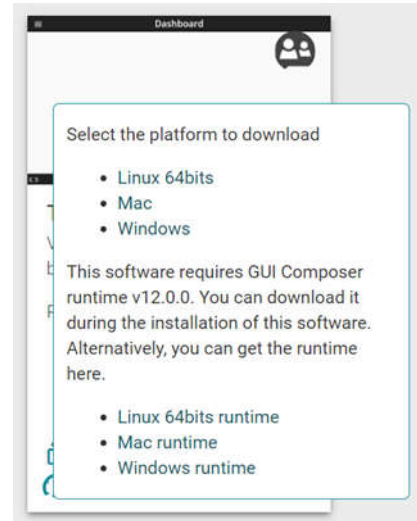 Dashboard
Select the platform to download
• Linux 64bits
• Mac
• Windows
This software requires GUI Composer
runtime v12.0.0. You can download it
during the installation of this software.
Alternatively, you can get the runtime
here.
• Linux 64bits runtime
• Mac runtime
• Windows runtime